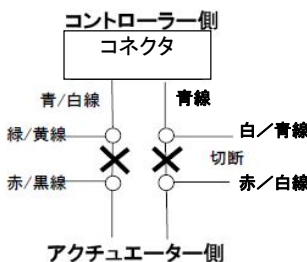 コントローラー側
コネクタ
青/白線
青線
緑/黄線
白／青線
切断
赤/黒線
赤／白線
アクチュエーター側